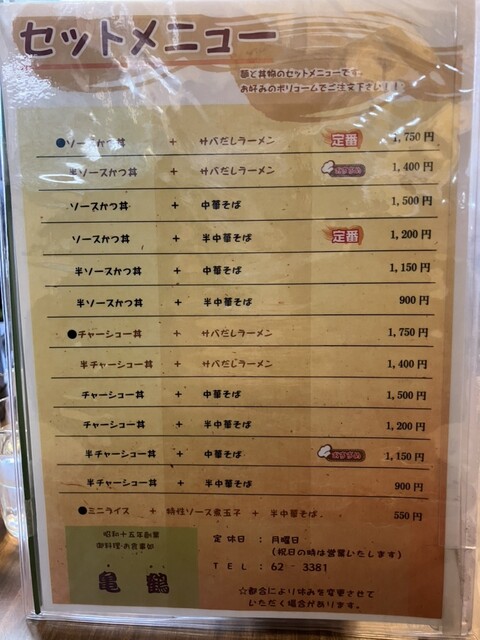 セットメニュー
麺と丼物のセットメニューです。
お好みのボリュームでご注文下さい!!
●ソースかつ丼 + サバだしラーメン 定番 1,750円
半ソースかつ丼 + サバだしラーメン おすすめ 1,400円
ソースかつ丼 + 中華そば 1,500円
ソースかつ丼 + 半中華そば 定番 1,200円
半ソースかつ丼 + 中華そば 1,150円
半ソースかつ丼 + 半中華そば 900円
●チャーシュー丼 + サバだしラーメン 1,750円
半チャーシュー丼 + サバだしラーメン 1,400円
チャーシュー丼 + 中華そば 1,500円
チャーシュー丼 + 半中華そば 1,200円
半チャーシュー丼 + 中華そば おすすめ 1,150円
半チャーシュー丼 + 半中華そば 900円
●ミニライス + 特性ソース煮玉子 + 半中華そば. 550円
昭和十五年創業
御料理・お食事処
亀鶴
定休日 : 月曜日
(祝日の時は営業いたします)
TEL : 62-3381
☆都合により休みを変更させて
いただく場合があります。